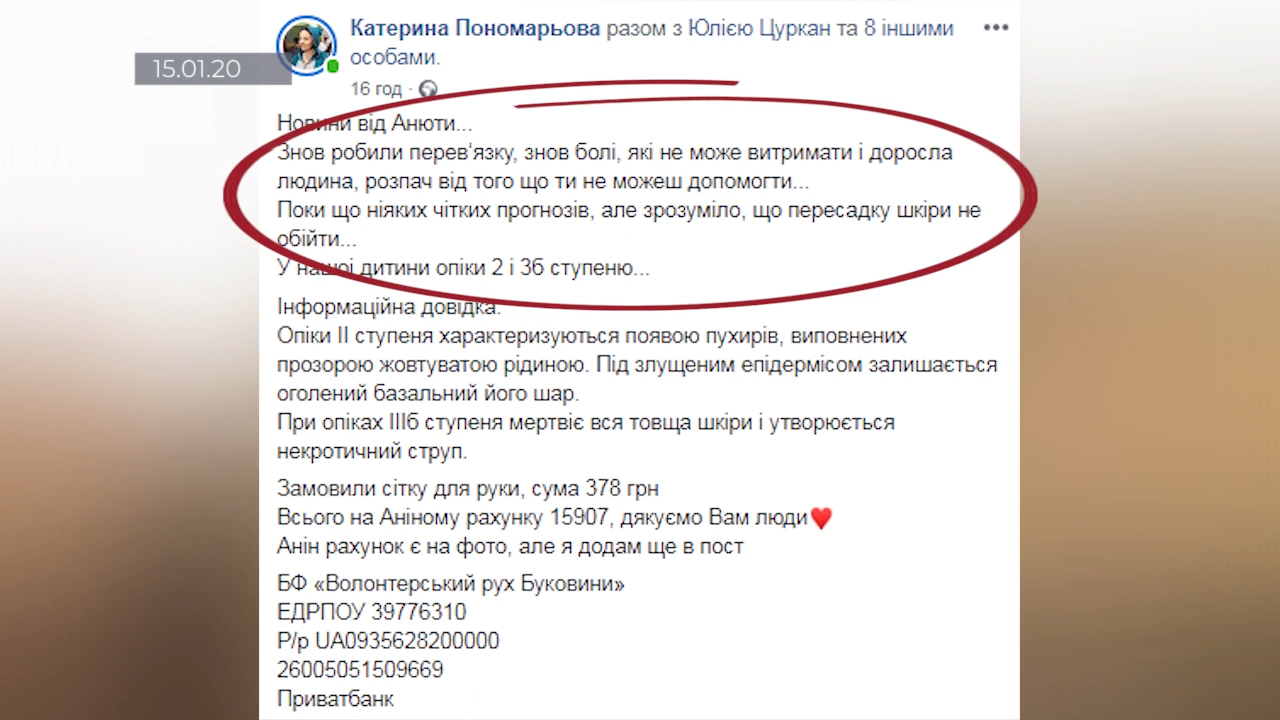 Катерина Пономарьова разом з Юлією Цуркан та 8 іншими
особами.
15.01.20
16 год ·
Новини від Анюти...
Знов робили перев‘язку, знов болі, які не може витримати і доросла
людина, розпач від того що ти не можеш допомогти...
Поки що ніяких чітких прогнозів, але зрозуміло, що пересадку шкіри не
обійти...
У нашої дитини опіки 2 і 3б ступеню...
Інформаційна довідка.
Опіки II ступеня характеризуються появою пухирів, виповнених
прозорою жовтуватою рідиною. Під злущеним епідермісом залишається
оголений базальний його шар.
При опіках IIIб ступеня мертвіє вся товща шкіри і утворюється
некротичний струп.
Замовили сітку для руки, сума 378 грн
Всього на Аніному рахунку 15907, дякуємо Вам люди❤️
Анін рахунок є на фото, але я додам ще в пост
БФ «Волонтерський рух Буковини»
ЕДРПОУ 39776310
Р/р UA0935628200000
26005051509669
Приватбанк